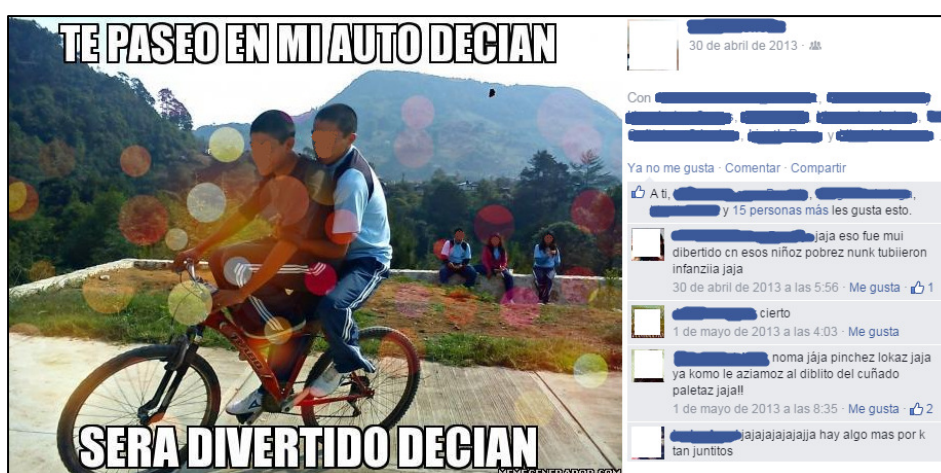 TE PASEO EN MI AUTO DECIAN
SERA DIVERTIDO DECIAN
MEMEGENERADOR.COM
30 de abril de 2013 ·
Con
y
Ya no me gusta · Comentar · Compartir
A ti,
y 15 personas más les gusta esto.
jaja eso fue mui
dibertido cn esos niñoz pobrez nunk tubiieron
infanziia jaja
30 de abril de 2013 a las 5:56 · Me gusta · 1
cierto
1 de mayo de 2013 a las 4:03 · Me gusta
noma jája pinchez lokaz jaja
ya komo le aziamoz al diblito del cuñado
paletaz jaja!!
1 de mayo de 2013 a las 8:35 · Me gusta · 2
jajajajajajajja hay algo mas por k
tan juntitos